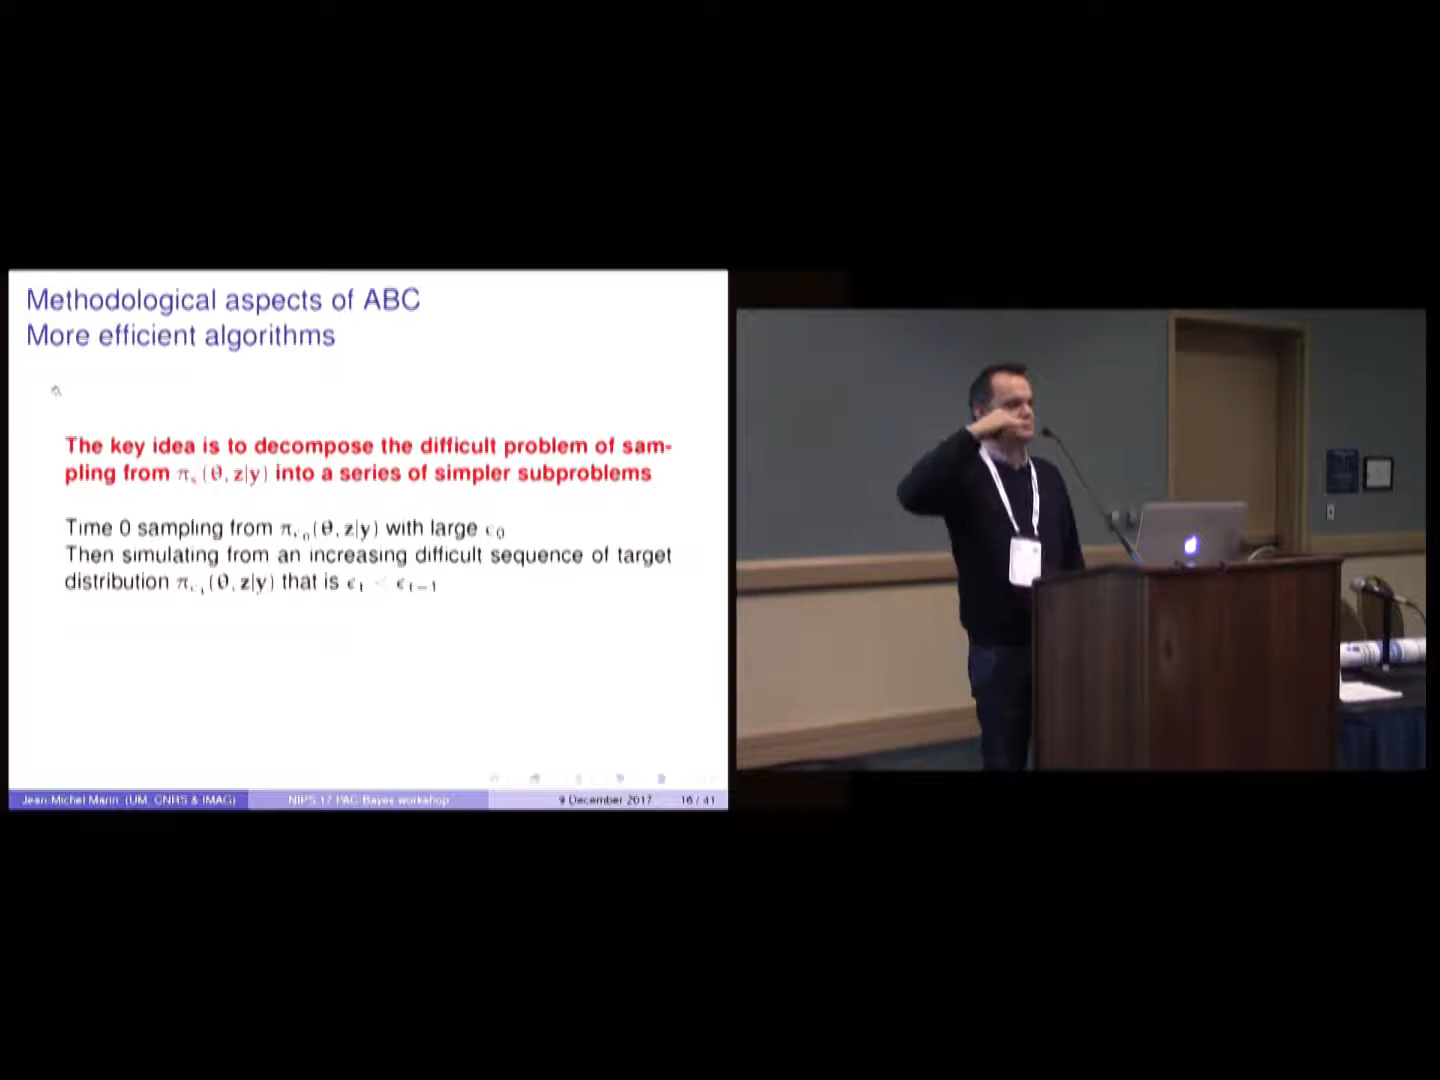 Methodological aspects of ABC
More efficient algorithms
The key idea is to decompose the difficult problem of sam-
pling from π_ϵ(θ, z|y) into a series of simpler subproblems
Time 0 sampling from π_ϵ₀(θ, z|y) with large ϵ₀
Then simulating from an increasing difficult sequence of target
distribution π_ϵₜ(θ, z|y) that is ϵₜ < ϵₜ₋₁
Jean-Michel Marin (UM, CNRS & IMAG)
NIPS 17 PAC-Bayes workshop
9 December 2017
16 / 41